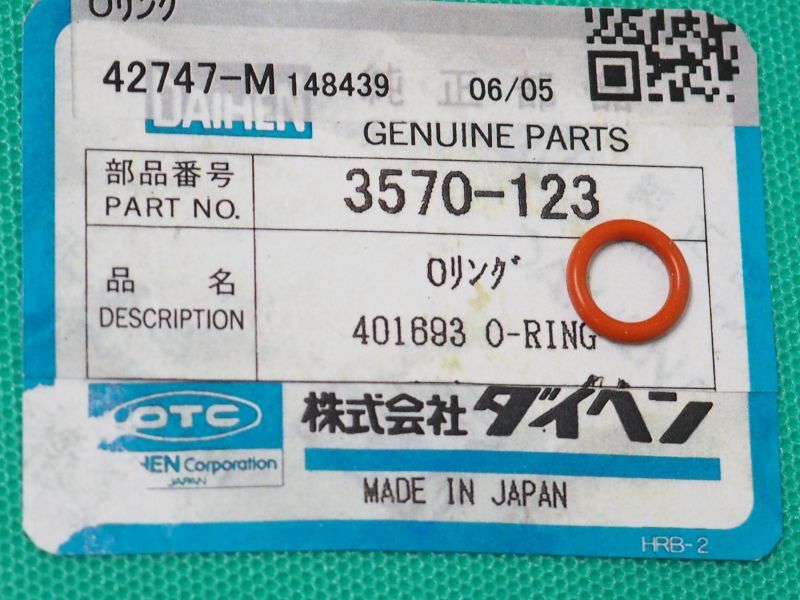 Oリング
42747-M 148439 06/05
DAIHEN
GENUINE PARTS
部品番号
PART NO.
3570-123
品名
DESCRIPTION
Oリング
401693 O-RING
OTC
HEN Corporation
JAPAN
株式会社ダイヘン
MADE IN JAPAN
HRB-2